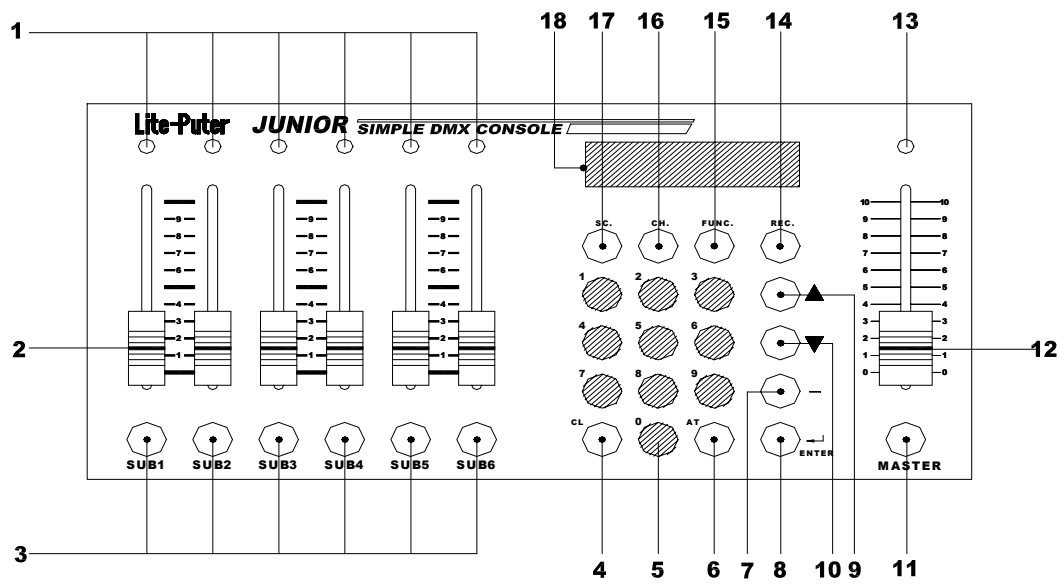 18 17 16 15 14 13
1
Lite-Puter JUNIOR SIMPLE DMX CONSOLE
SC. CH. FUNC. REC.
10 10
9 9 9 9 9
8 8 8 8 8
7 7 7 7 7
6 6 6 6 6
5 5
4 4 4 4 4
3 3 3 3 3
2 2 2 2 2
1 1 1 1 1
0 0
1 2 3
▲
4 5 6
▼
7 8 9 —
CL 0 AT ↵ ENTER
2
12
SUB1 SUB2 SUB3 SUB4 SUB5 SUB6 MASTER
3
4 5 6 7 8 10 9 11